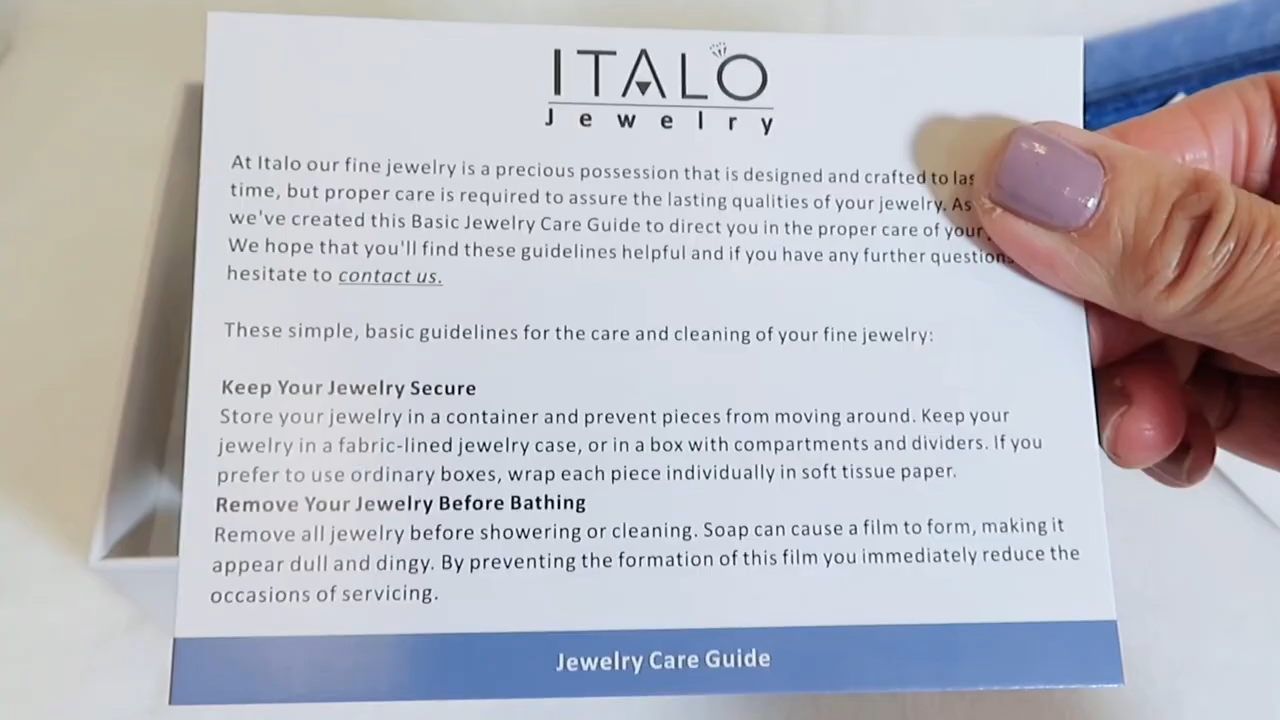 ITALO
Jewelry
At Italo our fine jewelry is a precious possession that is designed and crafted to
time, but proper care is required to assure the lasting qualities of your jewelry. As
we've created this Basic Jewelry Care Guide to direct you in the proper care of your
We hope that you'll find these guidelines helpful and if you have any further
hesitate to contact us.
These simple, basic guidelines for the care and cleaning of your fine jewelry:
Keep Your Jewelry Secure
Store your jewelry in a container and prevent pieces from moving around. Keep your
jewelry in a fabric-lined jewelry case, or in a box with compartments and dividers. If you
prefer to use ordinary boxes, wrap each piece individually in soft tissue paper.
Remove Your Jewelry Before Bathing
Remove all jewelry before showering or cleaning. Soap can cause a film to form, making it
appear dull and dingy. By preventing the formation of this film you immediately reduce the
occasions of servicing.
Jewelry Care Guide